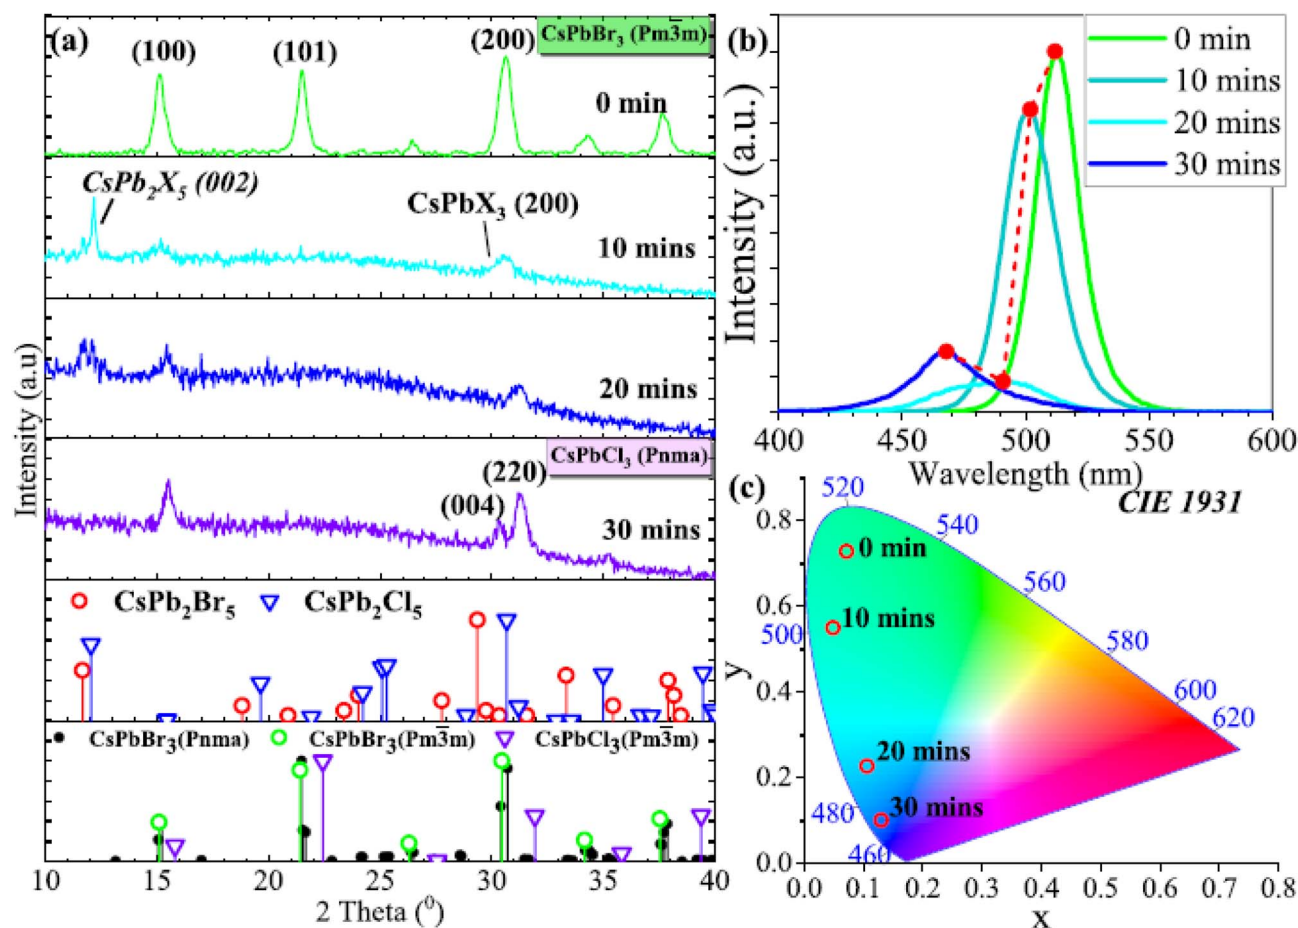 (a)
CsPbBr₃ (Pm3̅m)
(100)
(101)
(200)
0 min
CsPb₂X₅ (002)
CsPbX₃ (200)
10 mins
20 mins
CsPbCl₃ (Pnma)
(220)
(004)
30 mins
CsPb₂Br₅
CsPb₂Cl₅
CsPbBr₃(Pnma)
CsPbBr₃(Pm3̅m)
CsPbCl₃(Pm3̅m)
Intensity (a.u)
10 15 20 25 30 35 40
2 Theta (⁰)
(b)
0 min
10 mins
20 mins
30 mins
Intensity (a.u.)
400 450 500 550 600
Wavelength (nm)
(c)
CIE 1931
520
540
560
580
600
620
500
480
460
0 min
10 mins
20 mins
30 mins
0.8
0.6
0.4
0.2
0.0
y
0.0 0.1 0.2 0.3 0.4 0.5 0.6 0.7 0.8
x